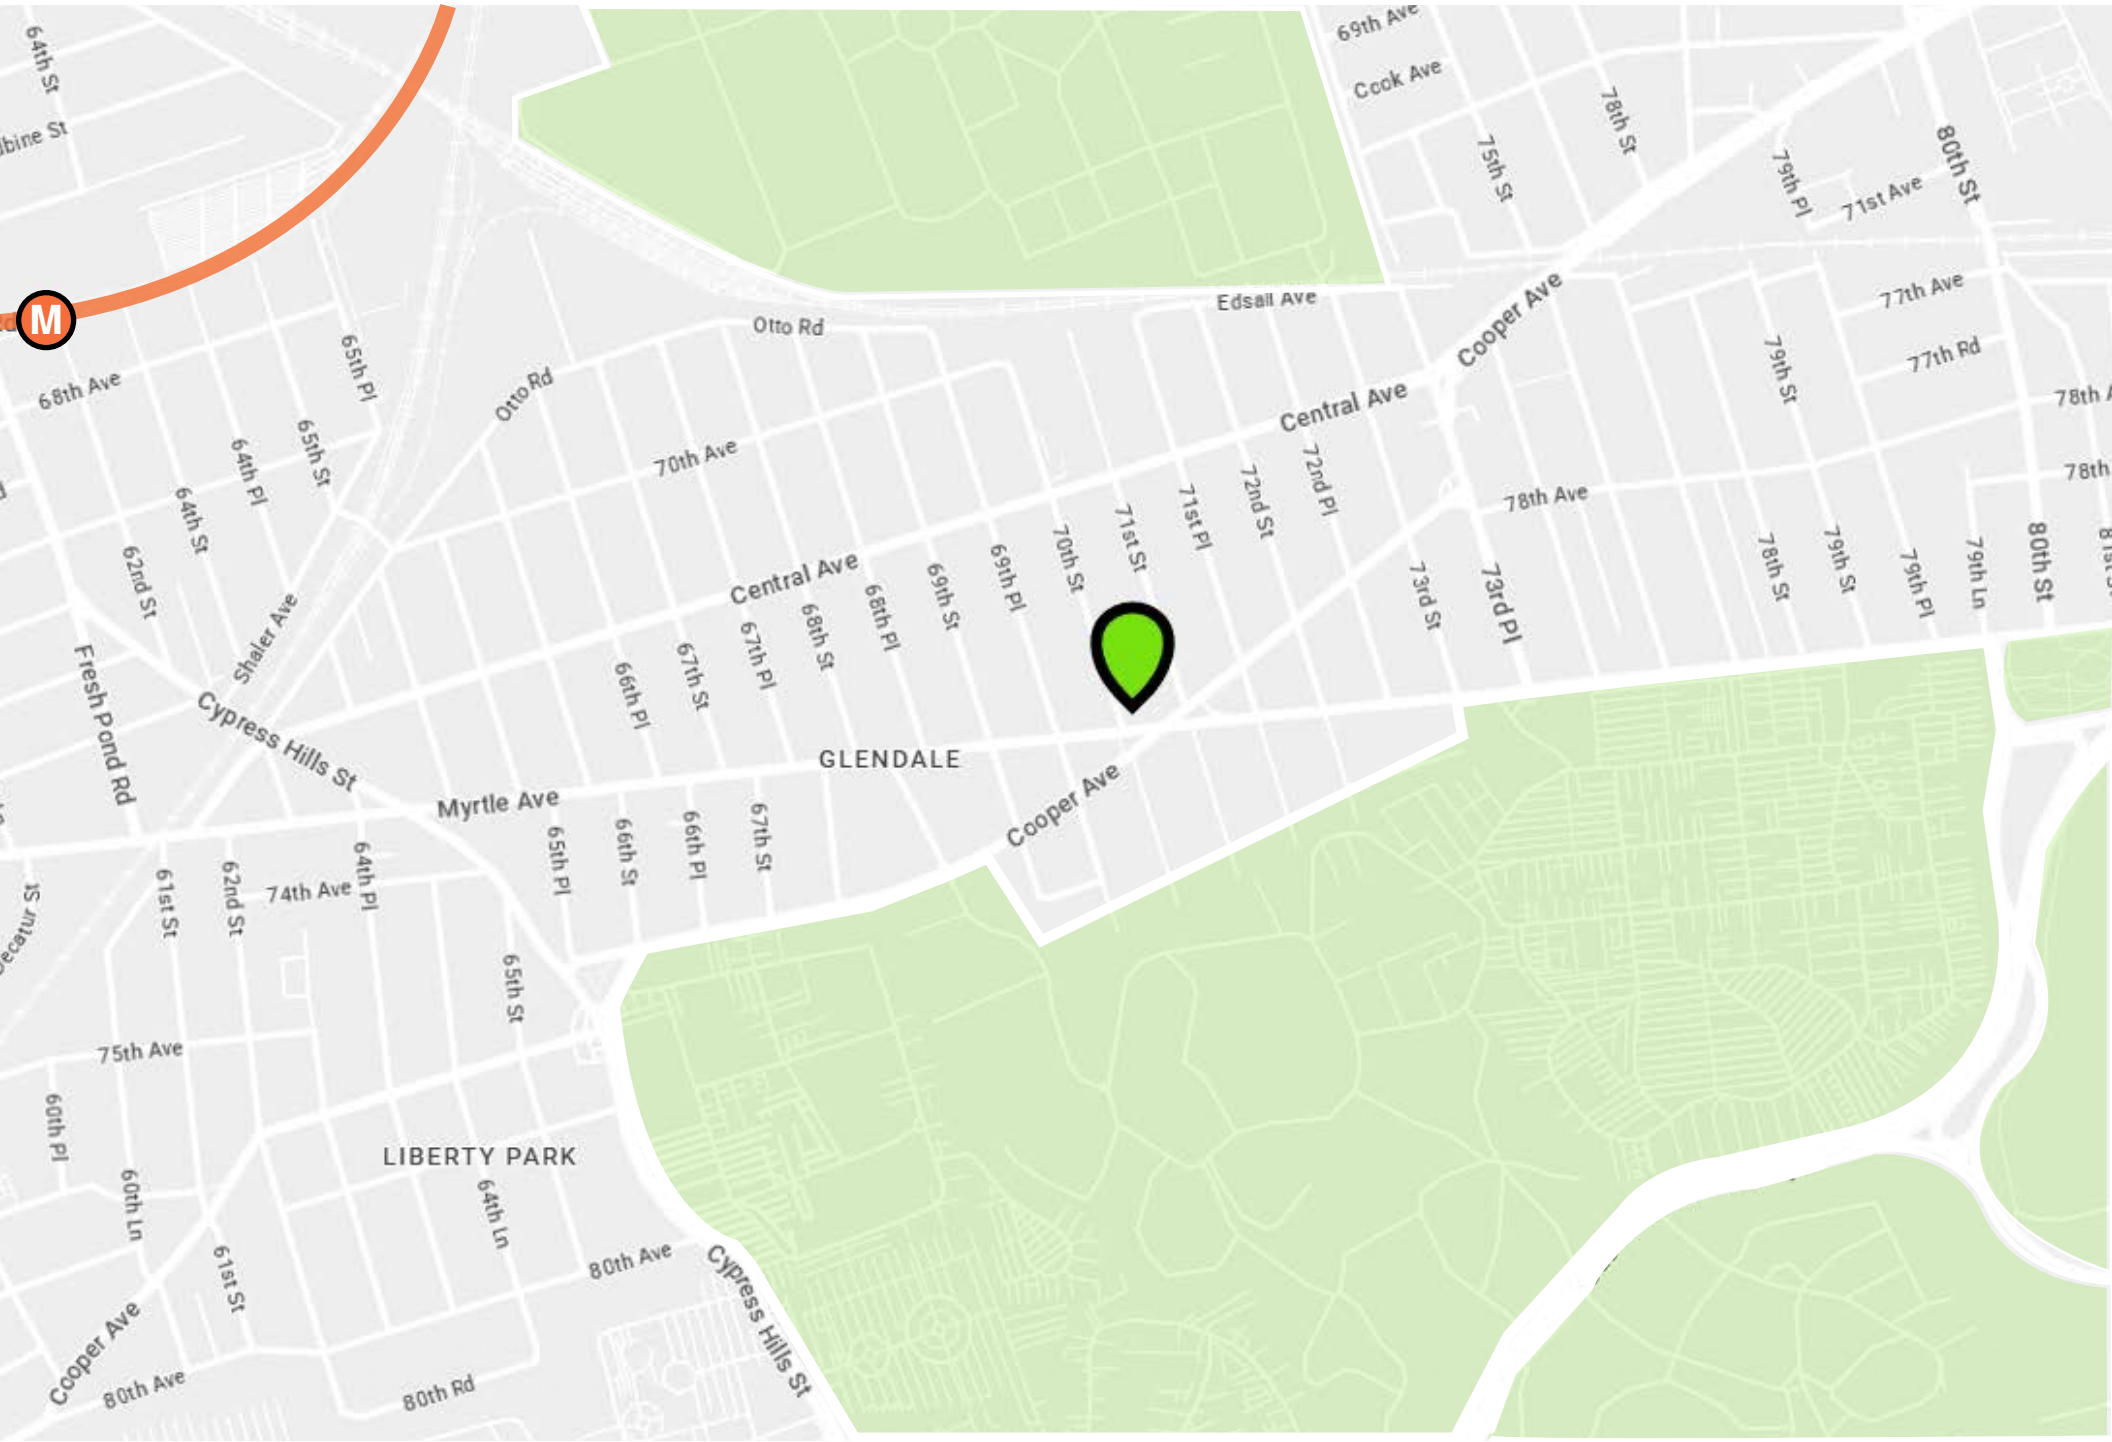 69th Ave
64th St
Cook Ave
78th St
bine St
75th St
80th St
79th Pl
71st Ave
77th Ave
Edsall Ave
M
Otto Rd
Cooper Ave
65th Pl
79th St
77th Rd
68th Ave
Otto Rd
Central Ave
78th
65th St
64th Pl
70th Ave
72nd Pl
72nd St
78th Ave
78th
64th St
71st Pl
71st St
62nd St
70th St
69th Pl
Central Ave
69th St
73rd St
73rd Pl
78th St
79th St
79th Pl
79th Ln
80th St
Shaler Ave
68th Pl
68th St
67th Pl
67th St
66th Pl
Fresh Pond Rd
Cypress Hills St
GLENDALE
Myrtle Ave
Cooper Ave
67th St
66th Pl
66th St
65th Pl
64th Pl
61st St
62nd St
74th Ave
Decatur S
65th St
75th Ave
60th Pl
LIBERTY PARK
60th Ln
64th Ln
61st St
80th Ave
Cypress Hills St
Cooper Ave
80th Ave
80th Rd